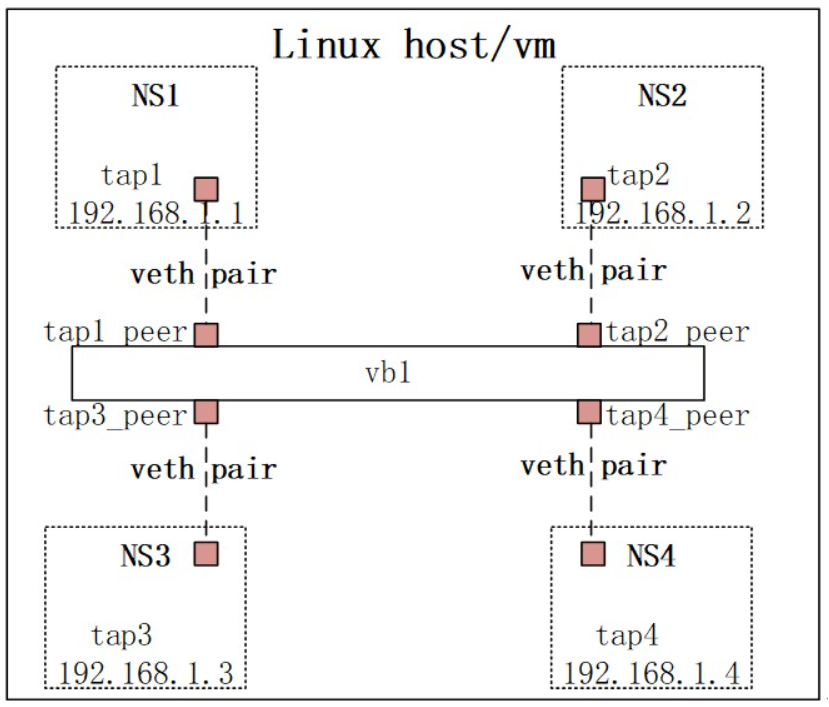 Linux host/vm
NS1
NS2
tap1
tap2
192.168.1.1
192.168.1.2
veth pair
veth pair
tap1_peer
tap2_peer
vb1
tap3_peer
tap4_peer
veth pair
veth pair
NS3
NS4
tap3
tap4
192.168.1.3
192.168.1.4